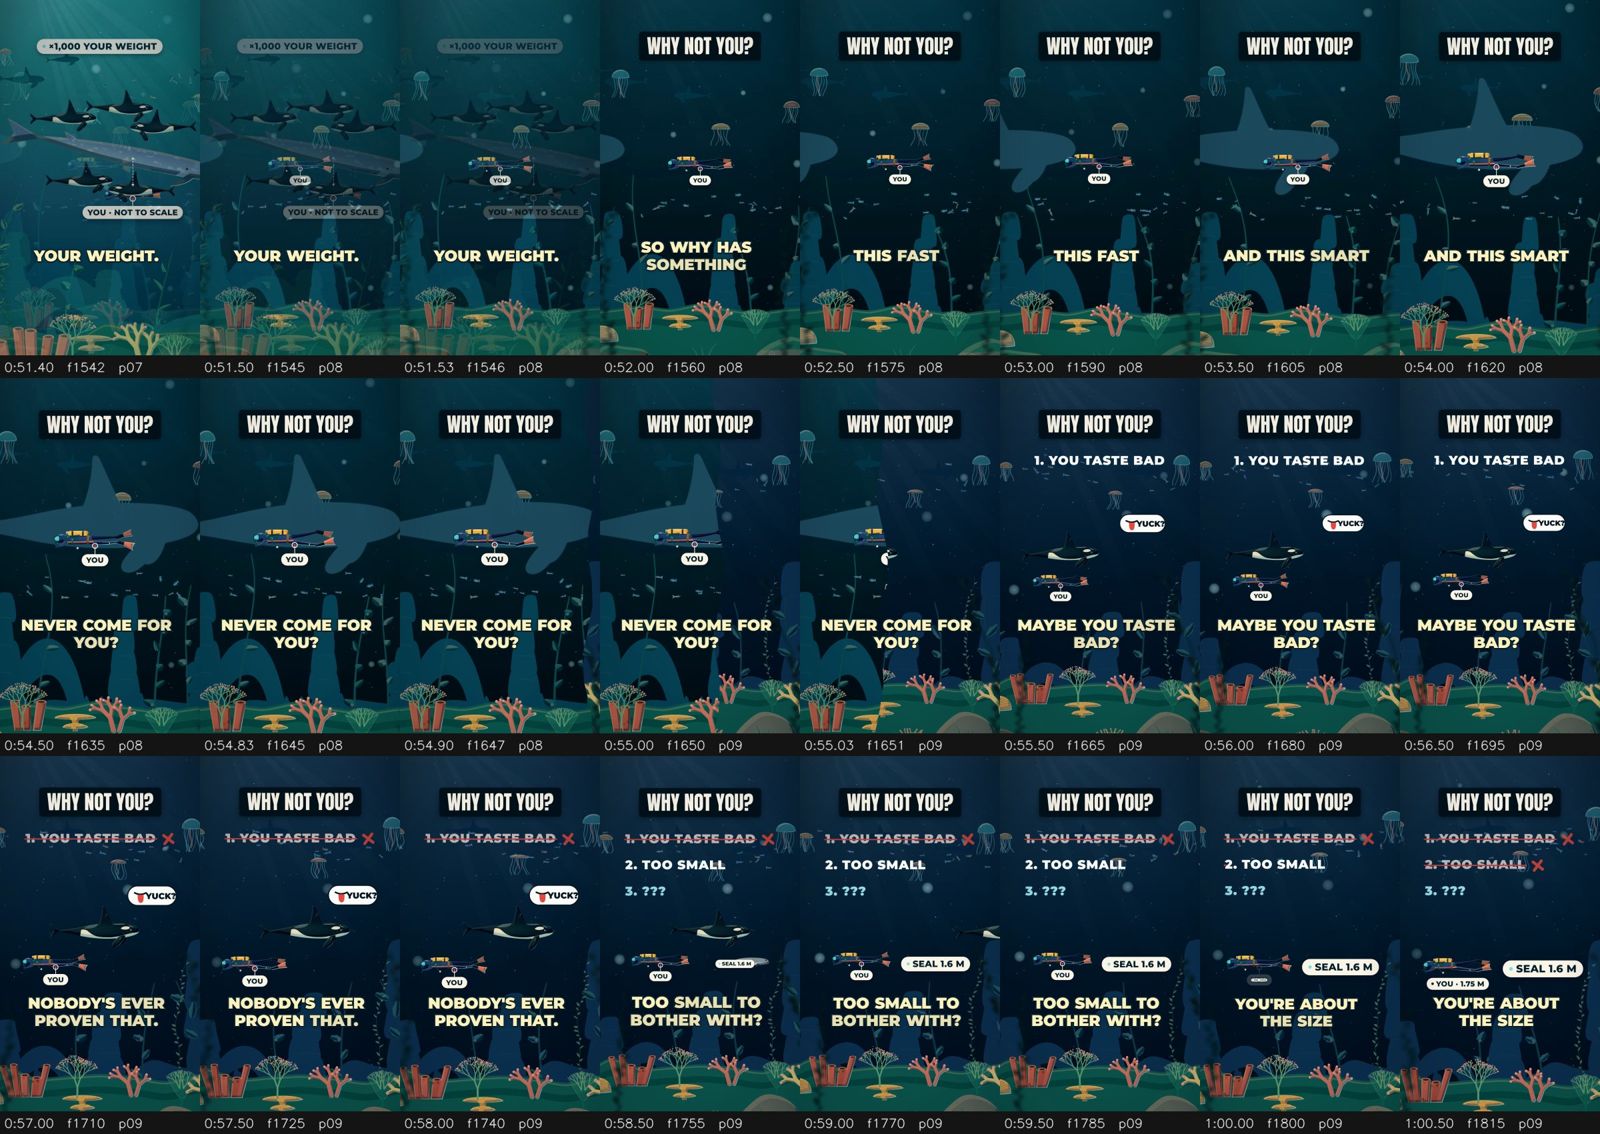 ×1,000 YOUR WEIGHT
YOU • NOT TO SCALE
YOUR WEIGHT.
0:51.40 f1542 p07
×1,000 YOUR WEIGHT
YOU
YOU • NOT TO SCALE
YOUR WEIGHT.
0:51.50 f1545 p08
×1,000 YOUR WEIGHT
YOU
YOU • NOT TO SCALE
YOUR WEIGHT.
0:51.53 f1546 p08
WHY NOT YOU?
YOU
SO WHY HAS
SOMETHING
0:52.00 f1560 p08
WHY NOT YOU?
YOU
THIS FAST
0:52.50 f1575 p08
WHY NOT YOU?
YOU
THIS FAST
0:53.00 f1590 p08
WHY NOT YOU?
YOU
AND THIS SMART
0:53.50 f1605 p08
WHY NOT YOU?
YOU
AND THIS SMART
0:54.00 f1620 p08
WHY NOT YOU?
YOU
NEVER COME FOR
YOU?
0:54.50 f1635 p08
WHY NOT YOU?
YOU
NEVER COME FOR
YOU?
0:54.83 f1645 p08
WHY NOT YOU?
YOU
NEVER COME FOR
YOU?
0:54.90 f1647 p08
WHY NOT YOU?
YOU
NEVER COME FOR
YOU?
0:55.00 f1650 p09
WHY NOT YOU?
NEVER COME FOR
YOU?
0:55.03 f1651 p09
WHY NOT YOU?
1. YOU TASTE BAD
YUCK?
YOU
MAYBE YOU TASTE
BAD?
0:55.50 f1665 p09
WHY NOT YOU?
1. YOU TASTE BAD
YUCK?
YOU
MAYBE YOU TASTE
BAD?
0:56.00 f1680 p09
WHY NOT YOU?
1. YOU TASTE BAD
YUCK?
YOU
MAYBE YOU TASTE
BAD?
0:56.50 f1695 p09
WHY NOT YOU?
1. YOU TASTE BAD
YUCK?
YOU
NOBODY'S EVER
PROVEN THAT.
0:57.00 f1710 p09
WHY NOT YOU?
1. YOU TASTE BAD
YUCK?
YOU
NOBODY'S EVER
PROVEN THAT.
0:57.50 f1725 p09
WHY NOT YOU?
1. YOU TASTE BAD
YUCK?
YOU
NOBODY'S EVER
PROVEN THAT.
0:58.00 f1740 p09
WHY NOT YOU?
1. YOU TASTE BAD
2. TOO SMALL
3. ???
SEAL 1.6 M
YOU
TOO SMALL TO
BOTHER WITH?
0:58.50 f1755 p09
WHY NOT YOU?
1. YOU TASTE BAD
2. TOO SMALL
3. ???
SEAL 1.6 M
YOU
TOO SMALL TO
BOTHER WITH?
0:59.00 f1770 p09
WHY NOT YOU?
1. YOU TASTE BAD
2. TOO SMALL
3. ???
SEAL 1.6 M
YOU
TOO SMALL TO
BOTHER WITH?
0:59.50 f1785 p09
WHY NOT YOU?
1. YOU TASTE BAD
2. TOO SMALL
3. ???
SEAL 1.6 M
YOU'RE ABOUT
THE SIZE
1:00.00 f1800 p09
WHY NOT YOU?
1. YOU TASTE BAD
2. TOO SMALL
3. ???
SEAL 1.6 M
YOU • 1.75 M
YOU'RE ABOUT
THE SIZE
1:00.50 f1815 p09